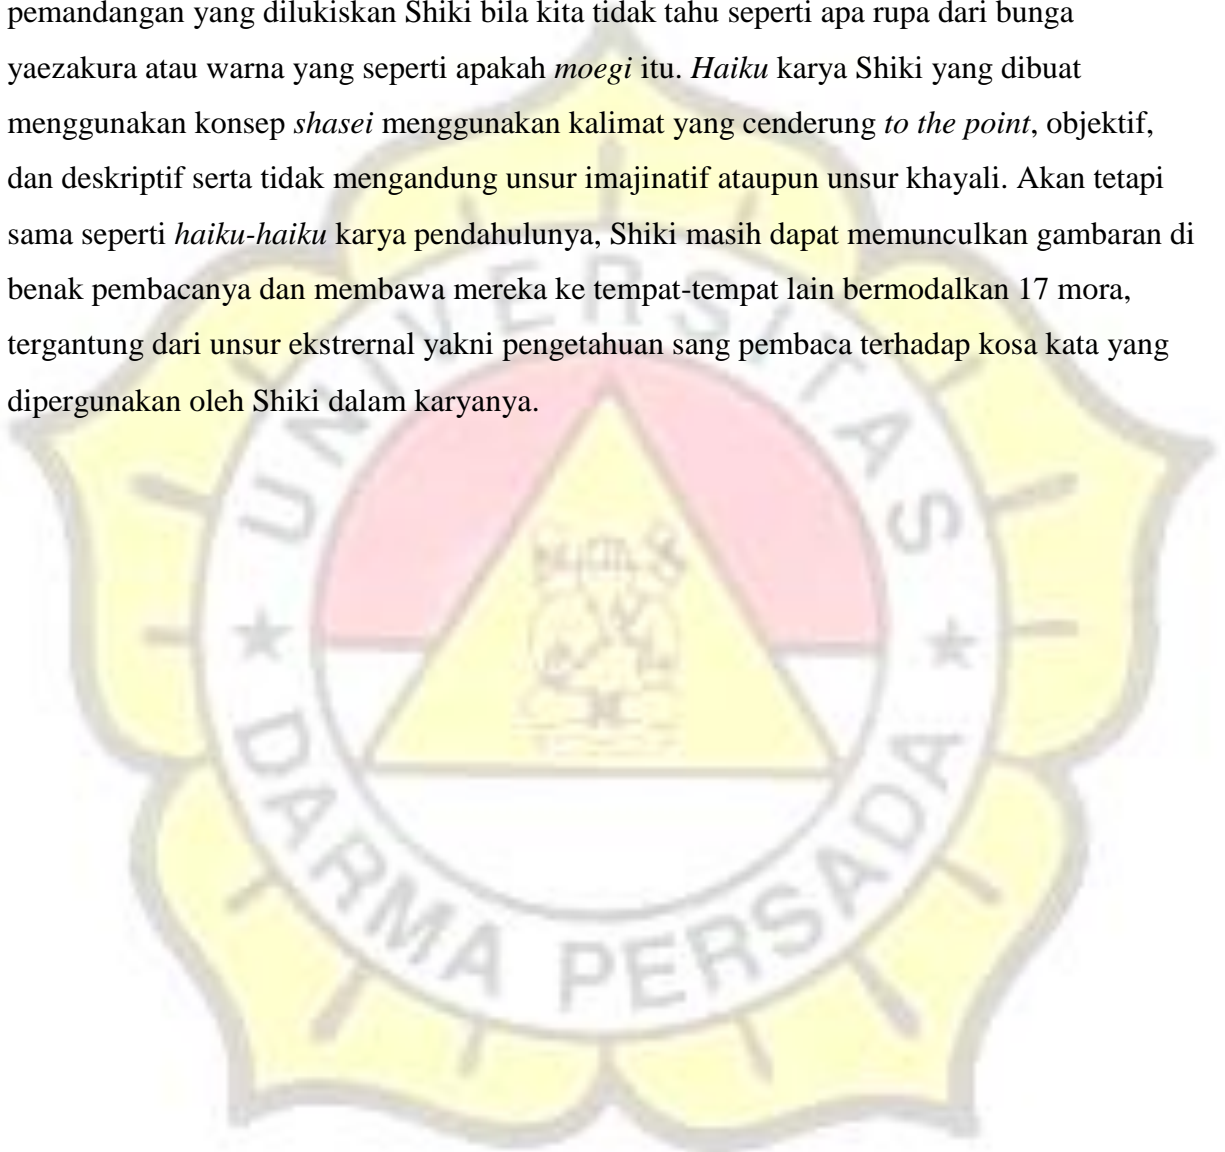 pemandangan yang dilukiskan Shiki bila kita tidak tahu seperti apa rupa dari bunga
yaezakura atau warna yang seperti apakah moegi itu. Haiku karya Shiki yang dibuat
menggunakan konsep shasei menggunakan kalimat yang cenderung to the point, objektif,
dan deskriptif serta tidak mengandung unsur imajinatif ataupun unsur khayali. Akan tetapi
sama seperti haiku-haiku karya pendahulunya, Shiki masih dapat memunculkan gambaran di
benak pembacanya dan membawa mereka ke tempat-tempat lain bermodalkan 17 mora,
tergantung dari unsur ekstrernal yakni pengetahuan sang pembaca terhadap kosa kata yang
dipergunakan oleh Shiki dalam karyanya.
UNIVERSITAS
DARMA PERSADA